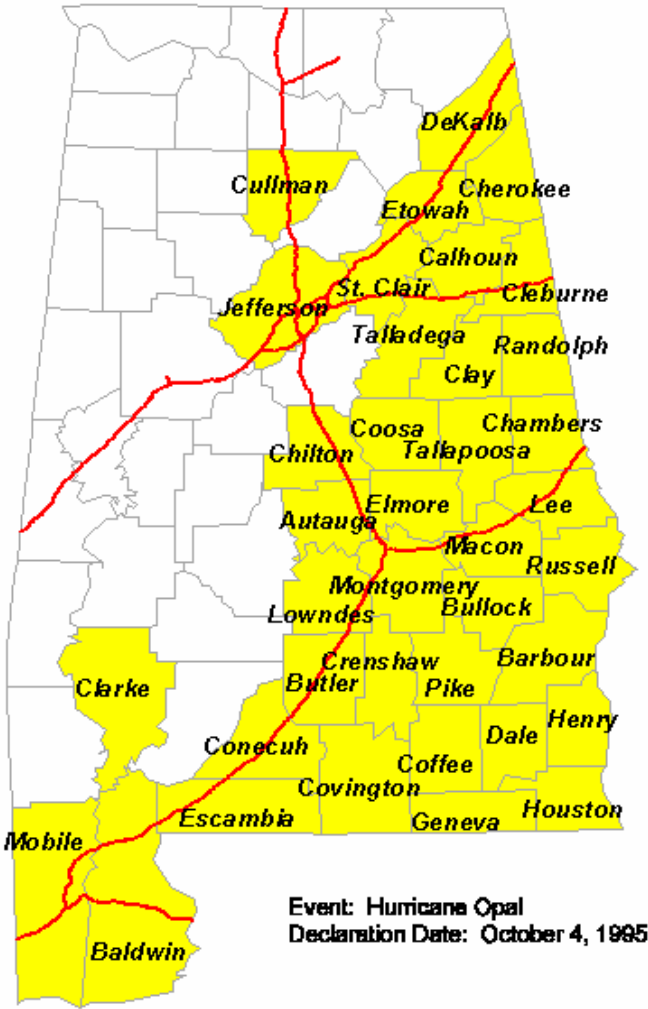 DeKalb
Cullman
Cherokee
Etowah
Calhoun
St. Clair
Cleburne
Jefferson
Talladega
Randolph
Clay
Chambers
Coosa
Tallapoosa
Chilton
Elmore
Lee
Autauga
Macon
Russell
Montgomery
Bullock
Lowndes
Crenshaw
Barbour
Butler
Pike
Clarke
Henry
Dale
Conecuh
Coffee
Covington
Houston
Escambia
Geneva
Mobile
Event: Hurricane Opal
Declaration Date: October 4, 1995
Baldwin